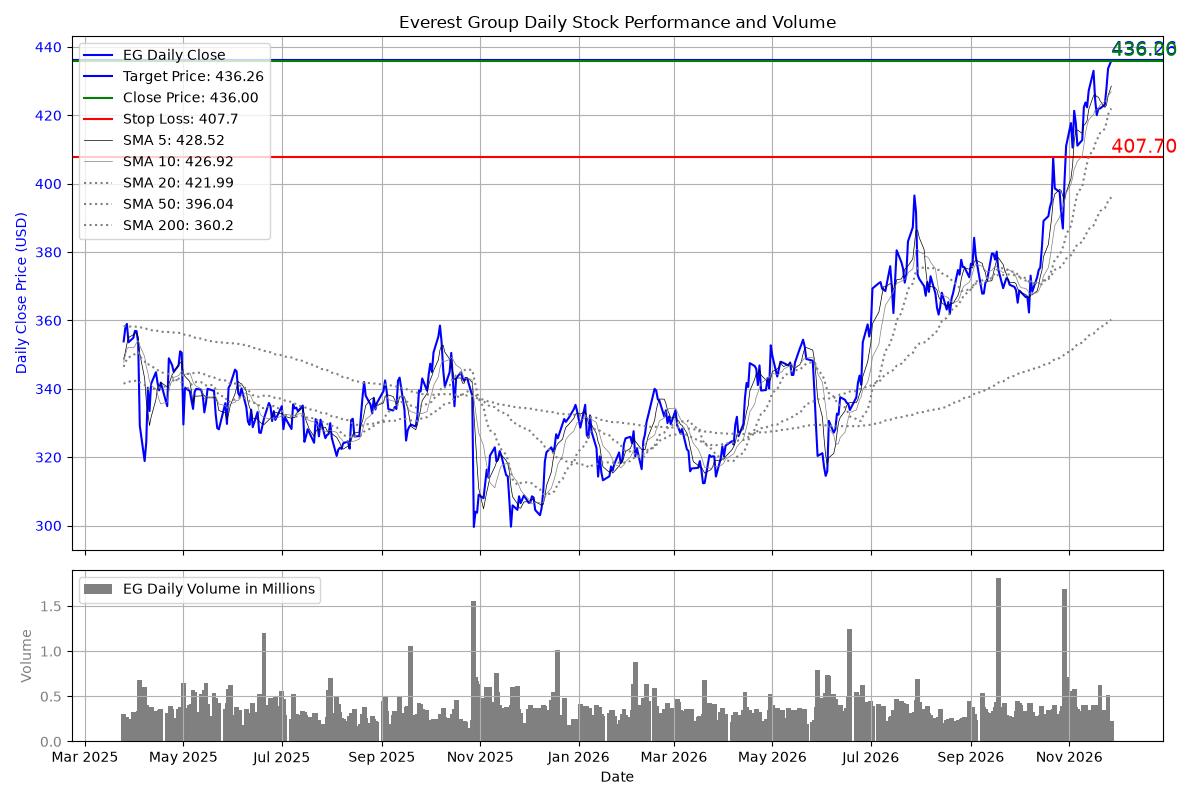 Everest Group Daily Stock Performance and Volume
440
420
400
380
360
340
320
300
Daily Close Price (USD)
EG Daily Close
Target Price: 436.26
Close Price: 436.00
Stop Loss: 407.7
SMA 5: 428.52
SMA 10: 426.92
SMA 20: 421.99
SMA 50: 396.04
SMA 200: 360.2
436.26
436.00
407.70
EG Daily Volume in Millions
1.5
1.0
0.5
0.0
Volume
Mar 2025 May 2025 Jul 2025 Sep 2025 Nov 2025 Jan 2026 Mar 2026 May 2026 Jul 2026 Sep 2026 Nov 2026
Date